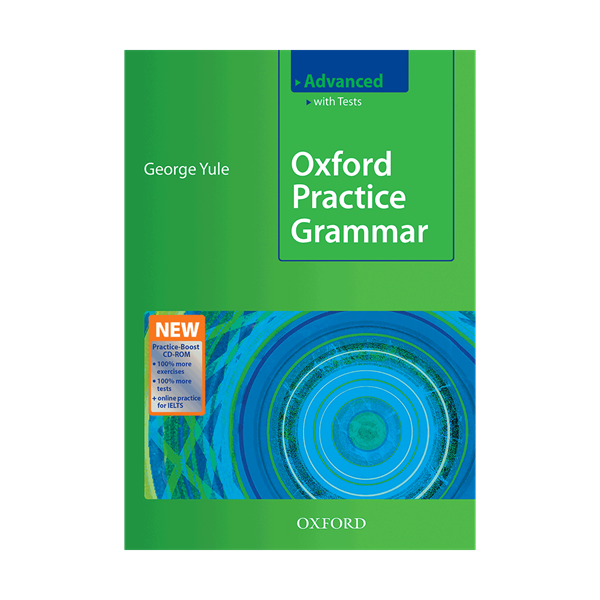 ▸ Advanced
▸ with Tests
George Yule
Oxford
Practice
Grammar
NEW
Practice-Boost
CD-ROM
• 100% more
exercises
• 100% more
tests
+ online practice
for IELTS
OXFORD